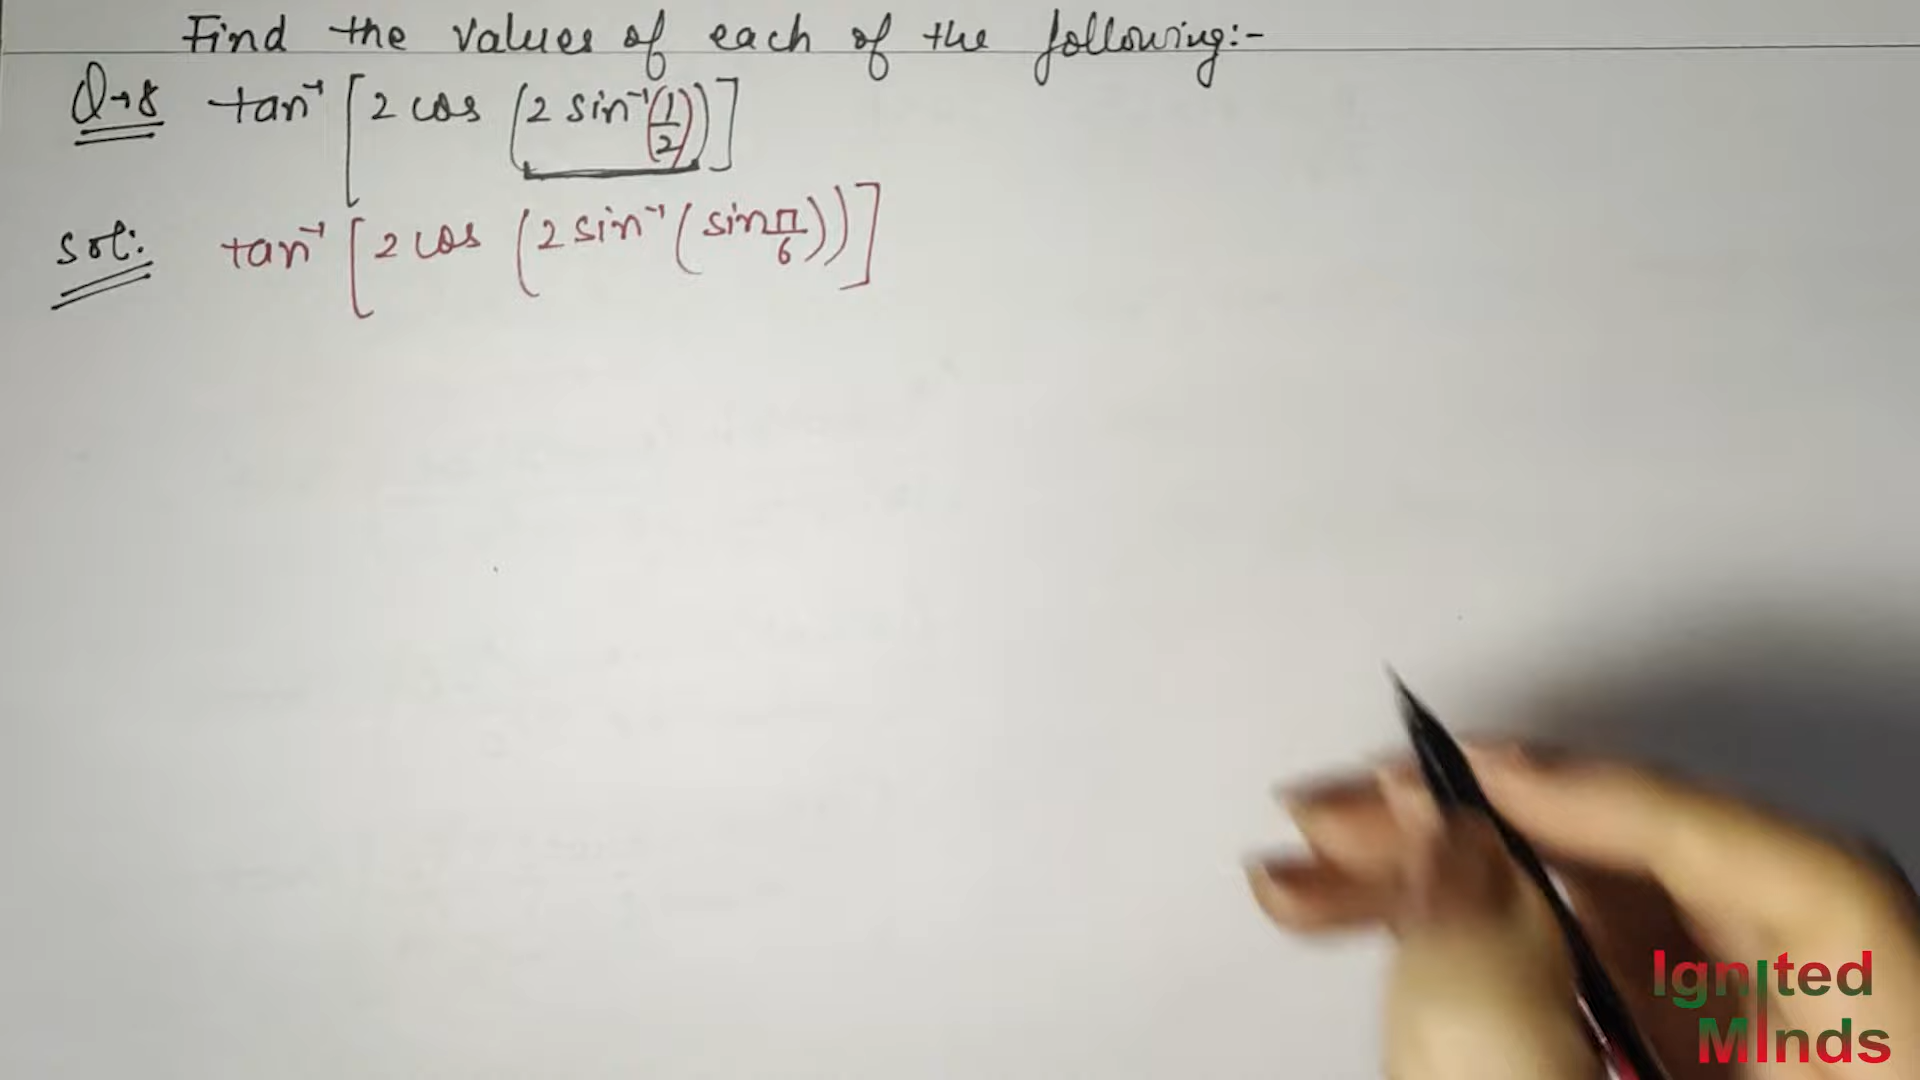 Find the values of each of the following:-
Q→8 tan⁻¹ [2 cos (2 sin⁻¹(1/2))]
Sol:. tan⁻¹ [2 cos (2 sin⁻¹ (sin π/6))]
Ignited
Minds